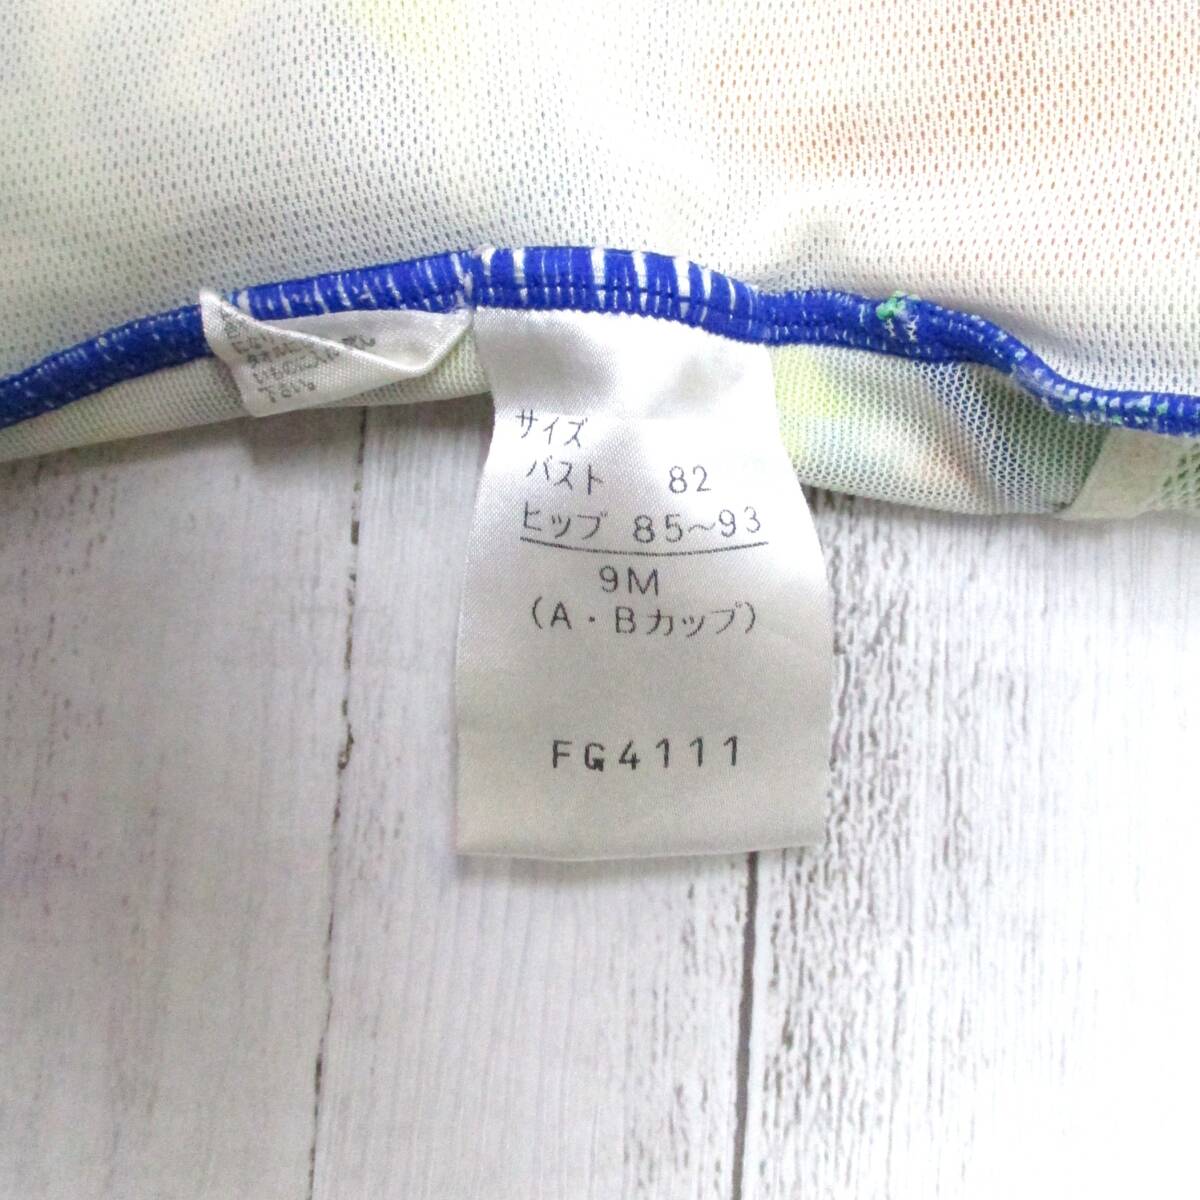 サイズ
バスト 82
ヒップ 85~93
9M
(A・Bカップ)
FG4111